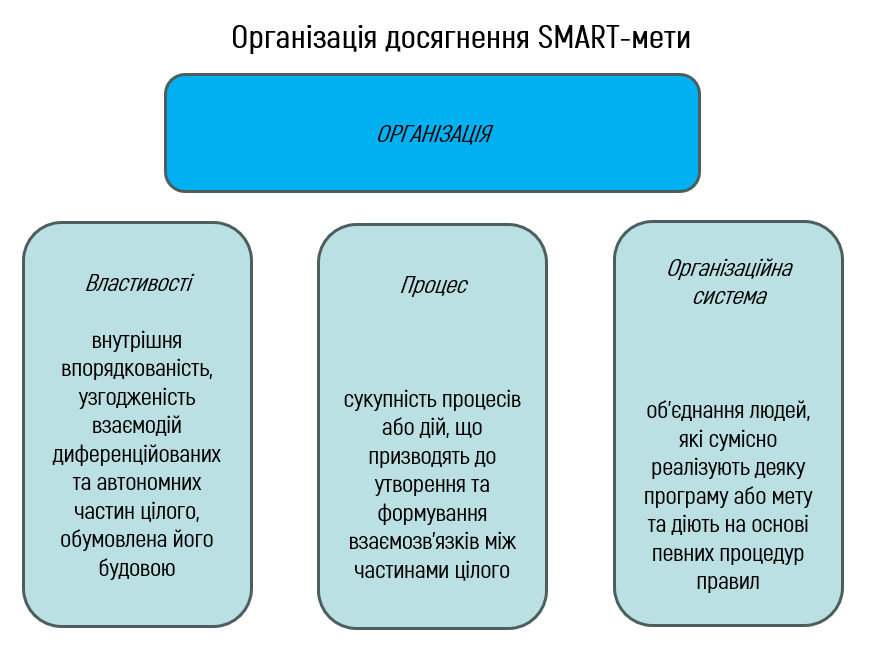 Організація досягнення SMART-мети
ОРГАНІЗАЦІЯ
Властивості
внутрішня
впорядкованість,
узгодженість
взаємодій
диференційованих
та автономних
частин цілого,
обумовлена його
будовою
Процес
сукупність процесів
або дій, що
призводять до
утворення та
формування
взаємозв'язків між
частинами цілого
Організаційна
система
об'єднання людей,
які сумісно
реалізують деяку
програму або мету
та діють на основі
певних процедур
правил